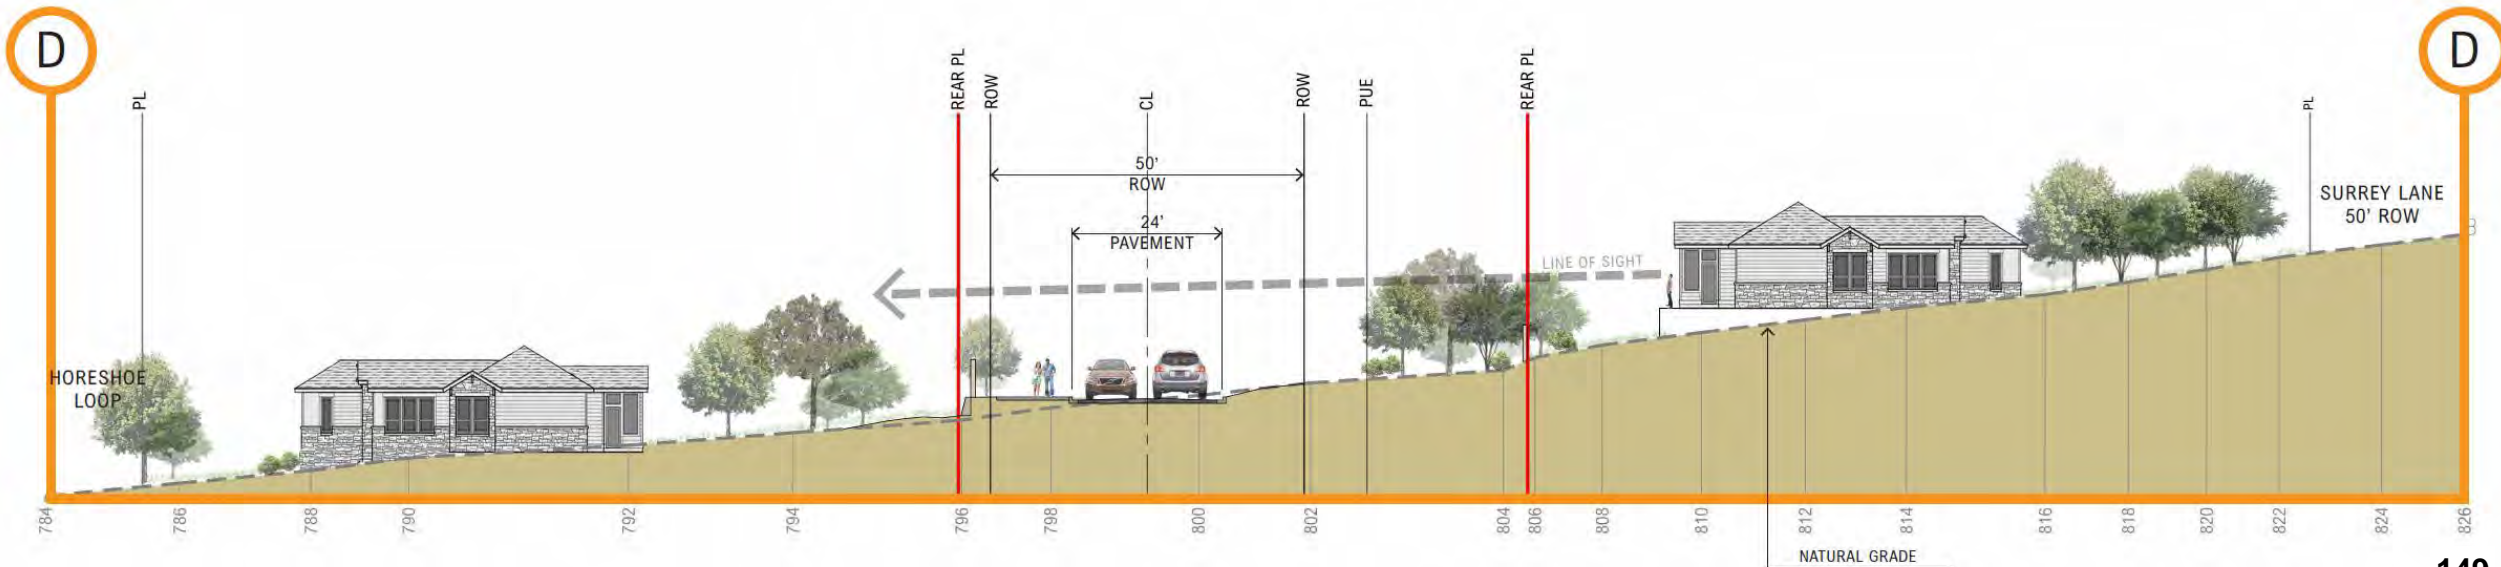 D
D
PL
REAR PL
ROW
CL
ROW
PUE
REAR PL
PL
50'
ROW
24'
PAVEMENT
LINE OF SIGHT
SURREY LANE
50' ROW
HORESHOE
LOOP
784
786
788
790
792
794
796
798
800
802
804
806
808
810
812
814
816
818
820
822
824
826
NATURAL GRADE